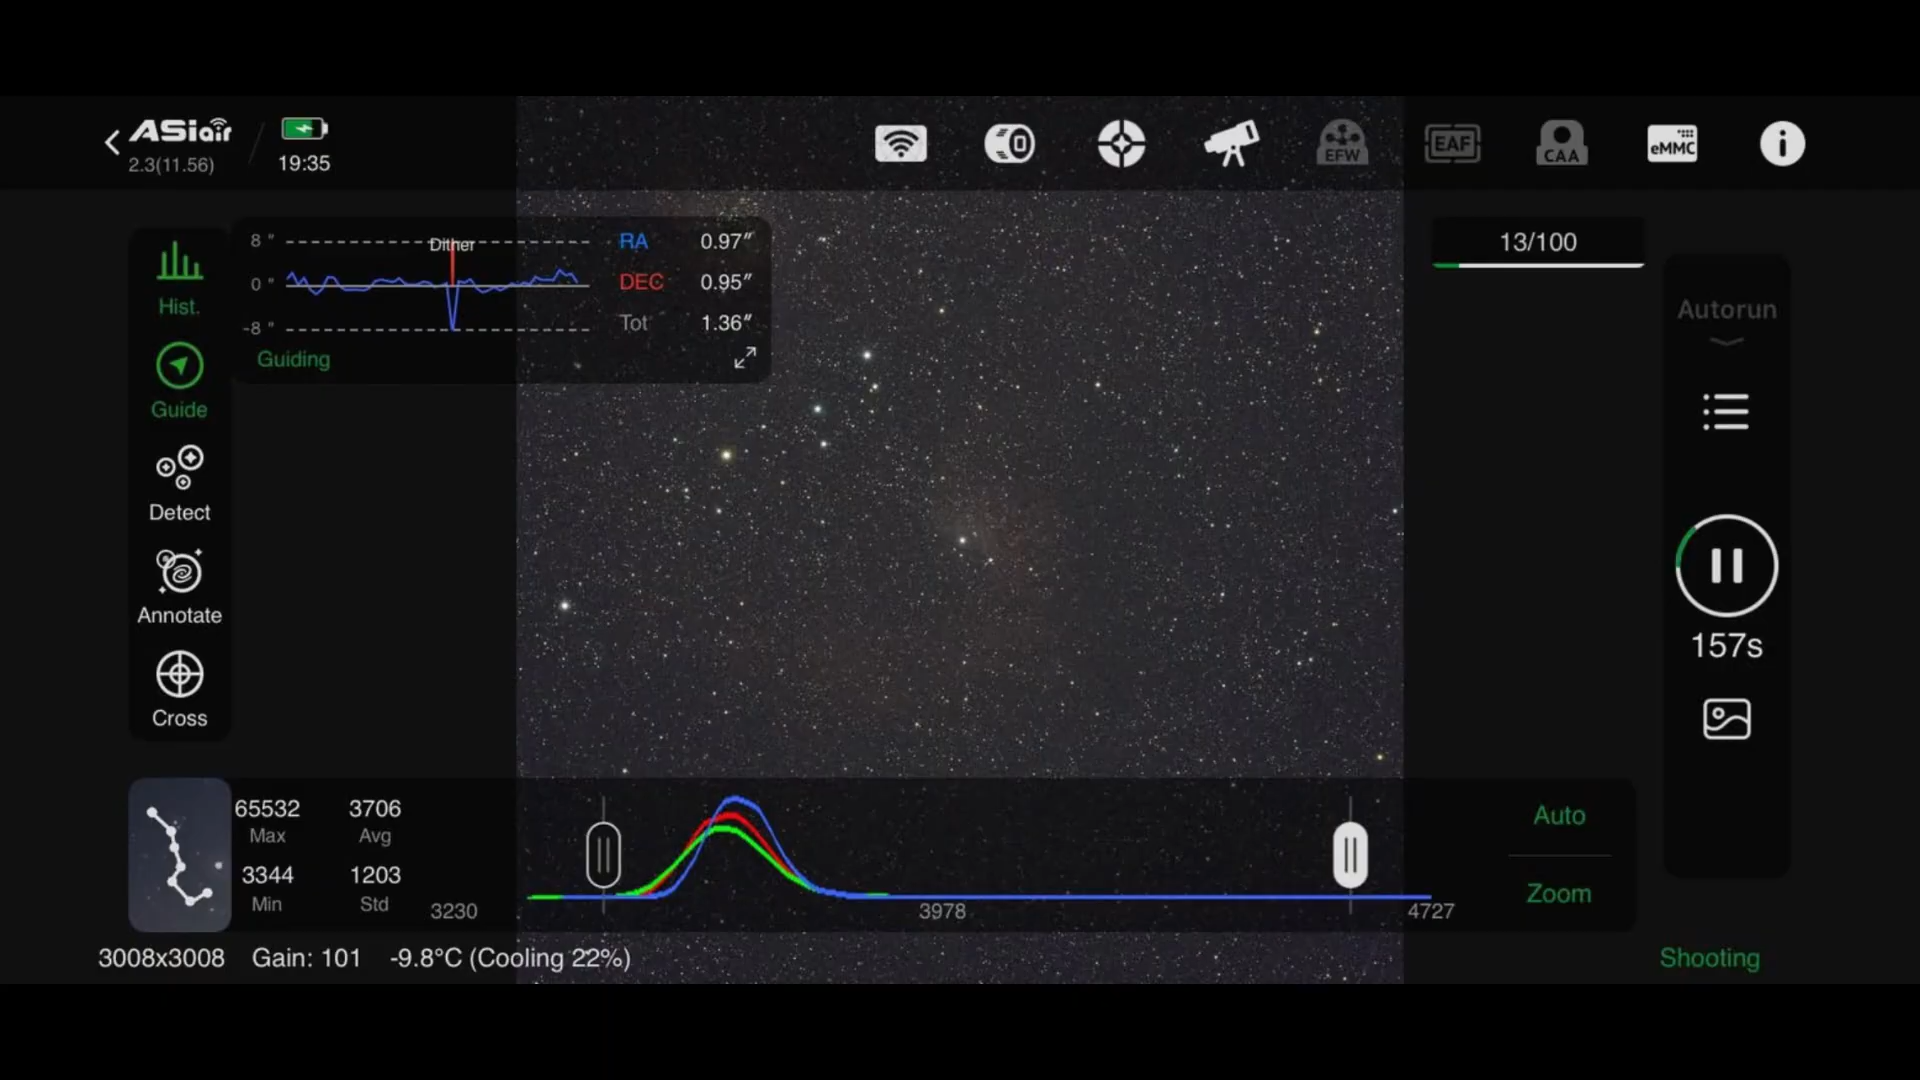 ASiair
2.3(11.56)
19:35
EFW
EAF
CAA
eMMC
Hist.
Guide
Detect
Annotate
Cross
8 "
0 "
-8 "
Dither
RA 0.97"
DEC 0.95"
Tot 1.36"
Guiding
13/100
Autorun
157s
65532 3706
Max Avg
3344 1203
Min Std
3230 3978 4727
Auto
Zoom
3008x3008 Gain: 101 -9.8°C (Cooling 22%)
Shooting